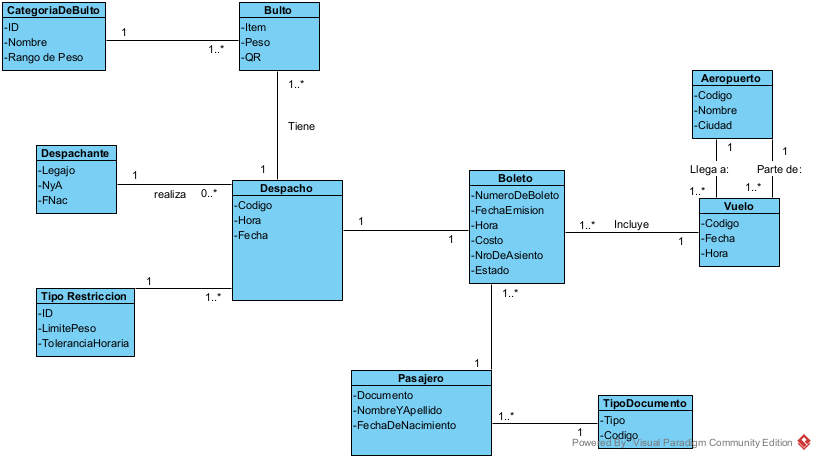 CategoriaDeBulto
-ID
-Nombre
-Rango de Peso
1
1..*
Bulto
-Item
-Peso
-QR
1..*
Tiene
1
Despachante
-Legajo
-NyA
-FNac
1
realiza
0..*
Despacho
-Codigo
-Hora
-Fecha
Tipo Restriccion
-ID
-LimitePeso
-ToleranciaHoraria
1
1..*
1
1
Boleto
-NumeroDeBoleto
-FechaEmision
-Hora
-Costo
-NroDeAsiento
-Estado
1..*
Incluye
1
Aeropuerto
-Codigo
-Nombre
-Ciudad
1
1
Llega a:
Parte de:
1..*
1..*
Vuelo
-Codigo
-Fecha
-Hora
1..*
1
Pasajero
-Documento
-NombreYApellido
-FechaDeNacimiento
1..*
1
TipoDocumento
-Tipo
-Codigo
Powered By: Visual Paradigm Community Edition